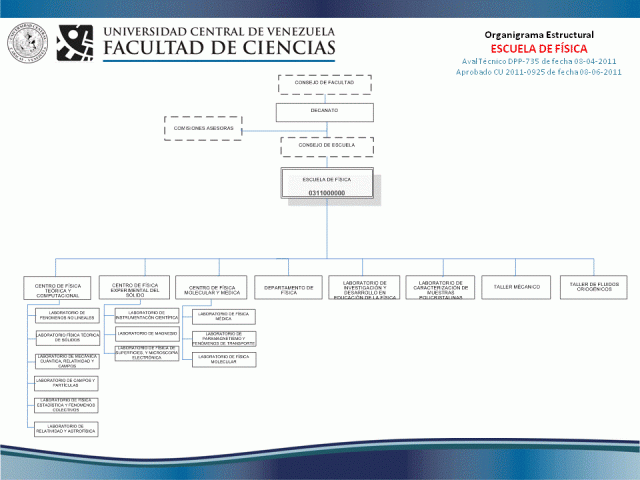 UNIVERSIDAD CENTRAL DE VENEZUELA
FACULTAD DE CIENCIAS
Organigrama Estructural
ESCUELA DE FÍSICA
Aval Técnico DPP-735 de fecha 08-04-2011
Aprobado CU 2011-0925 de fecha 08-06-2011
CONSEJO DE FACULTAD
DECANATO
COMISIONES ASESORAS
CONSEJO DE ESCUELA
ESCUELA DE FÍSICA
0311000000
CENTRO DE FÍSICA
TEÓRICA Y
COMPUTACIONAL
CENTRO DE FÍSICA
EXPERIMENTAL DEL
SÓLIDO
CENTRO DE FÍSICA
MOLECULAR Y MÉDICA
DEPARTAMENTO DE
FÍSICA
LABORATORIO DE
INVESTIGACIÓN Y
DESARROLLO EN
EDUCACIÓN DE LA FÍSICA
LABORATORIO DE
CARACTERIZACIÓN DE
MUESTRAS
POLICRISTALINAS
TALLER MÉCANICO
TALLER DE FLUIDOS
CRIOGÉNICOS
LABORATORIO DE
FENOMENOS NO LINEALES
LABORATORIO FÍSICA TEORICA
DE SÓLIDOS
LABORATORIO DE MECÁNICA
CUÁNTICA, RELATIVIDAD Y
CAMPOS
LABORATORIO DE CAMPOS Y
PARTÍCULAS
LABORATORIO DE FÍSICA
ESTADÍSTICA Y FENÓMENOS
COLECTIVOS
LABORATORIO DE
RELATIVIDAD Y ASTROFÍSICA
LABORATORIO DE
INSTRUMENTACIÓN CIENTÍFICA
LABORATORIO DE MAGNETISMO
LABORATORIO DE FÍSICA DE
SUPERFICIES, Y MICROSCOPIA
ELECTRÓNICA
LABORATORIO DE FÍSICA
MÉDICA
LABORATORIO DE
PARAMAGNETISMO Y
FENÓMENOS DE TRANSPORTE
LABORATORIO DE FÍSICA
MOLECULAR